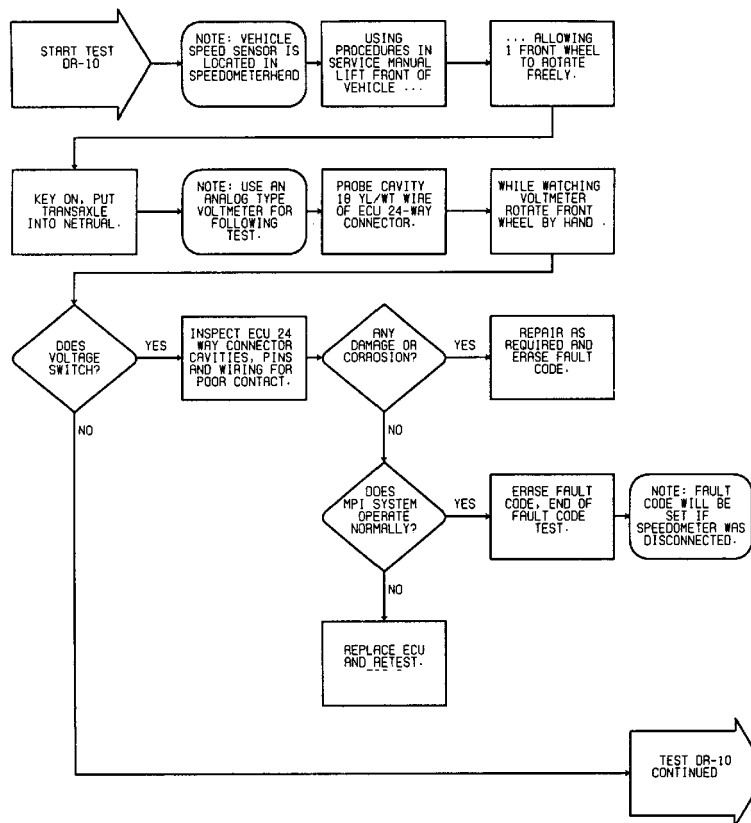 START TEST
DR-10
NOTE: VEHICLE
SPEED SENSOR IS
LOCATED IN
SPEEDOMETERHEAD
USING
PROCEDURES IN
SERVICE MANUAL
LIFT FRONT OF
VEHICLE ...
... ALLOWING
1 FRONT WHEEL
TO ROTATE
FREELY.
KEY ON, PUT
TRANSAXLE
INTO NETRUAL.
NOTE: USE AN
ANALOG TYPE
VOLTMETER FOR
FOLLOWING
TEST.
PROBE CAVITY
18 YL/WT WIRE
OF ECU 24-WAY
CONNECTOR.
WHILE WATCHING
VOLTMETER
ROTATE FRONT
WHEEL BY HAND .
DOES
VOLTAGE
SWITCH?
YES
INSPECT ECU 24
WAY CONNECTOR
CAVITIES, PINS
AND WIRING FOR
POOR CONTACT.
ANY
DAMAGE OR
CORROSION?
YES
REPAIR AS
REQUIRED AND
ERASE FAULT
CODE.
NO
NO
DOES
MPI SYSTEM
OPERATE
NORMALLY?
YES
ERASE FAULT
CODE, END OF
FAULT CODE
TEST.
NOTE: FAULT
CODE WILL BE
SET IF
SPEEDOMETER WAS
DISCONNECTED.
NO
REPLACE ECU
AND RETEST.
TEST DR-10
CONTINUED